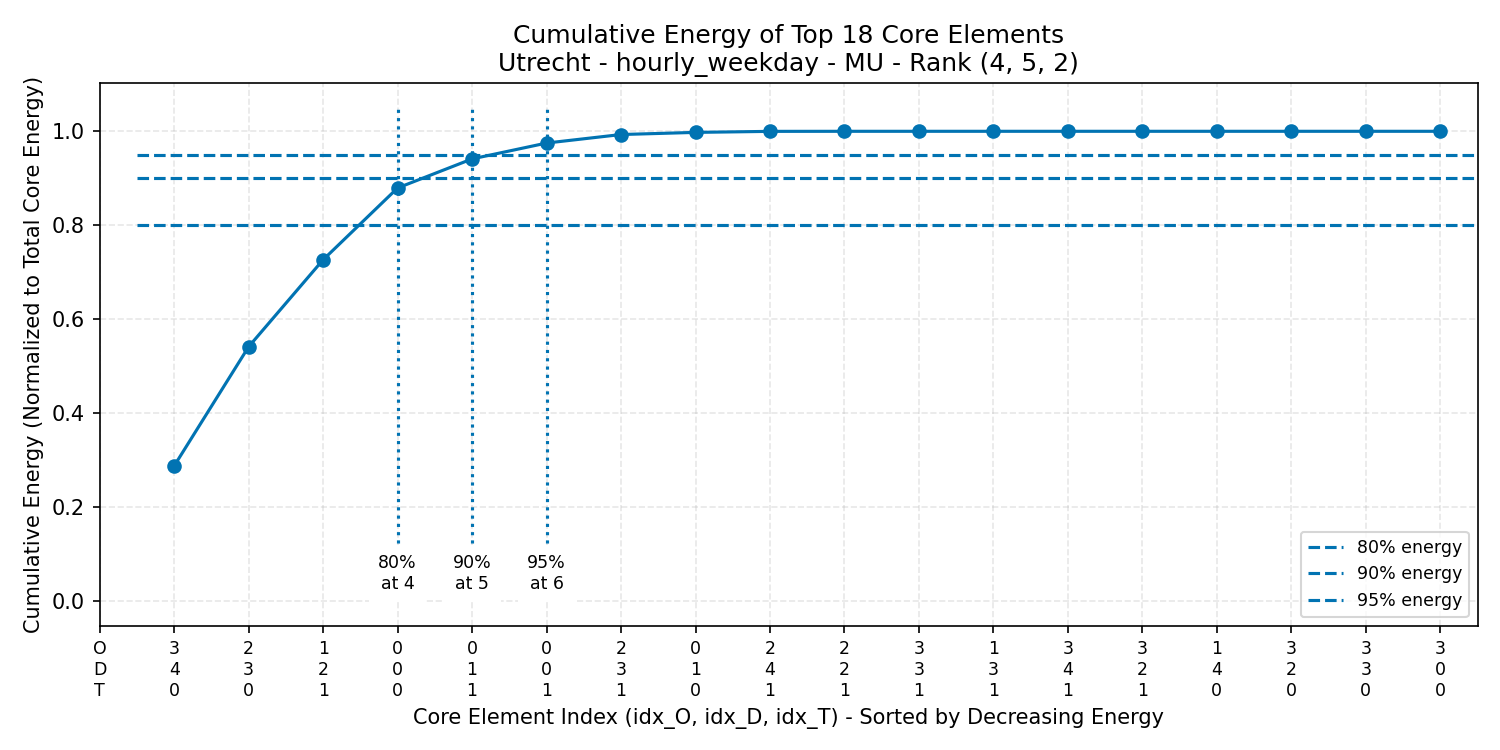 Cumulative Energy of Top 18 Core Elements
Utrecht - hourly_weekday - MU - Rank (4, 5, 2)
Cumulative Energy (Normalized to Total Core Energy)
1.0
0.8
0.6
0.4
0.2
0.0
80% at 4
90% at 5
95% at 6
80% energy
90% energy
95% energy
O 3 2 1 0 0 0 2 0 2 2 3 1 3 3 1 3 3 3
D 4 3 2 0 1 0 3 1 4 2 3 3 4 2 4 2 3 0
T 0 0 1 0 1 1 1 0 1 1 1 1 1 1 0 0 0 0
Core Element Index (idx_O, idx_D, idx_T) - Sorted by Decreasing Energy